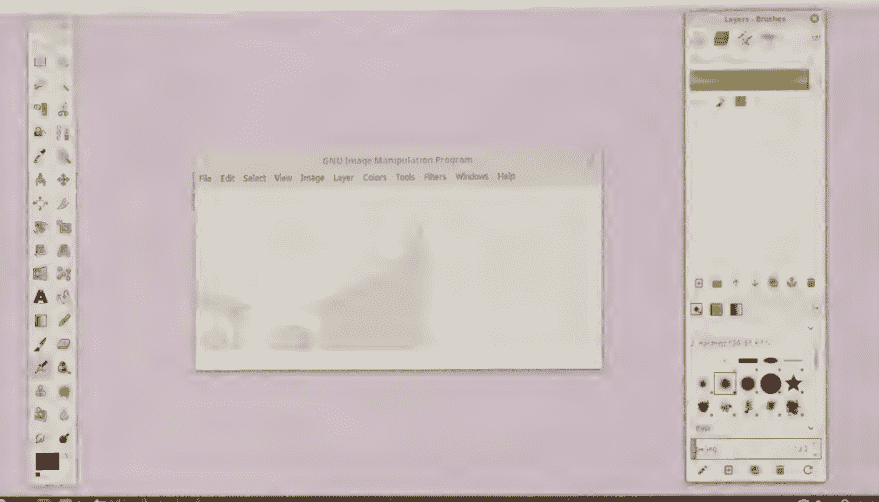 Layers - Brushes
GNU Image Manipulation Program
File Edit Select View Image Layer Colors Tools Filters Windows Help